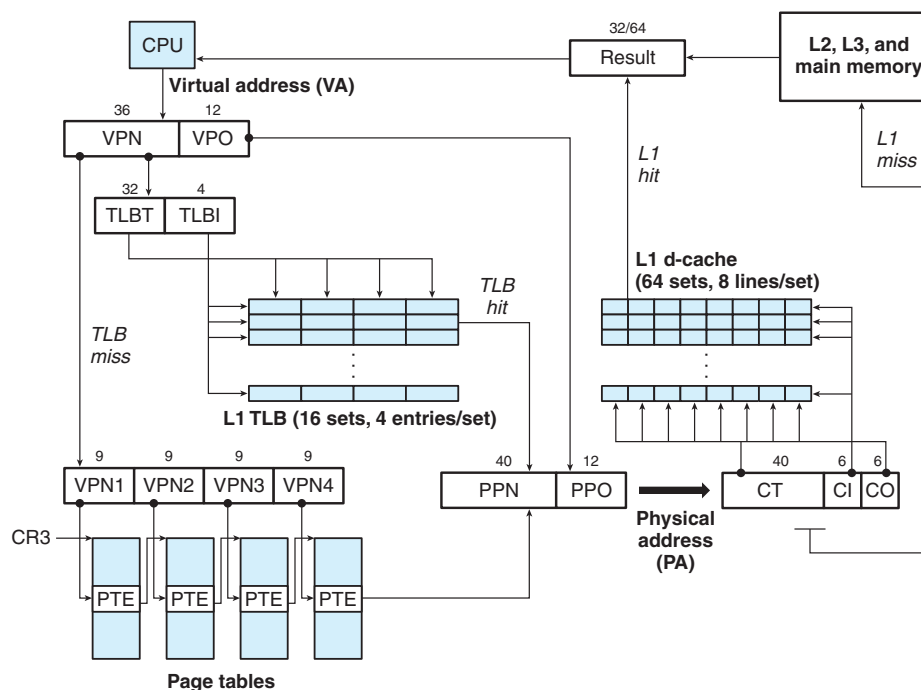 CPU
32/64
Result
L2, L3, and
main memory
Virtual address (VA)
36
12
VPN
VPO
L1
hit
L1
miss
32
4
TLBT
TLBI
TLB
hit
L1 d-cache
(64 sets, 8 lines/set)
TLB
miss
L1 TLB (16 sets, 4 entries/set)
9
9
9
9
VPN1
VPN2
VPN3
VPN4
40
12
PPN
PPO
40
6
6
CT
CI
CO
Physical
address
(PA)
CR3
PTE
PTE
PTE
PTE
Page tables